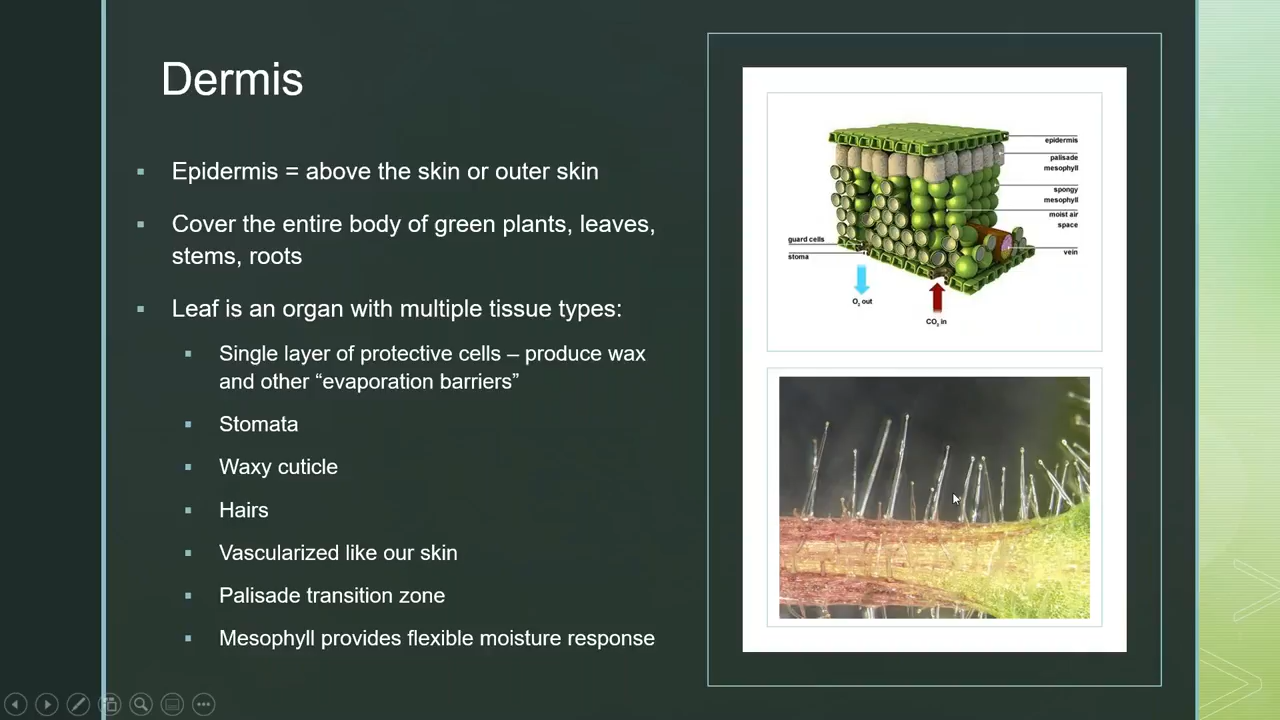 Dermis
Epidermis = above the skin or outer skin
Cover the entire body of green plants, leaves,
stems, roots
Leaf is an organ with multiple tissue types:
Single layer of protective cells – produce wax
and other “evaporation barriers”
Stomata
Waxy cuticle
Hairs
Vascularized like our skin
Palisade transition zone
Mesophyll provides flexible moisture response
epidermis
palisade
mesophyll
spongy
mesophyll
moist air
space
vein
guard cells
stoma
O₂ out
CO₂ in